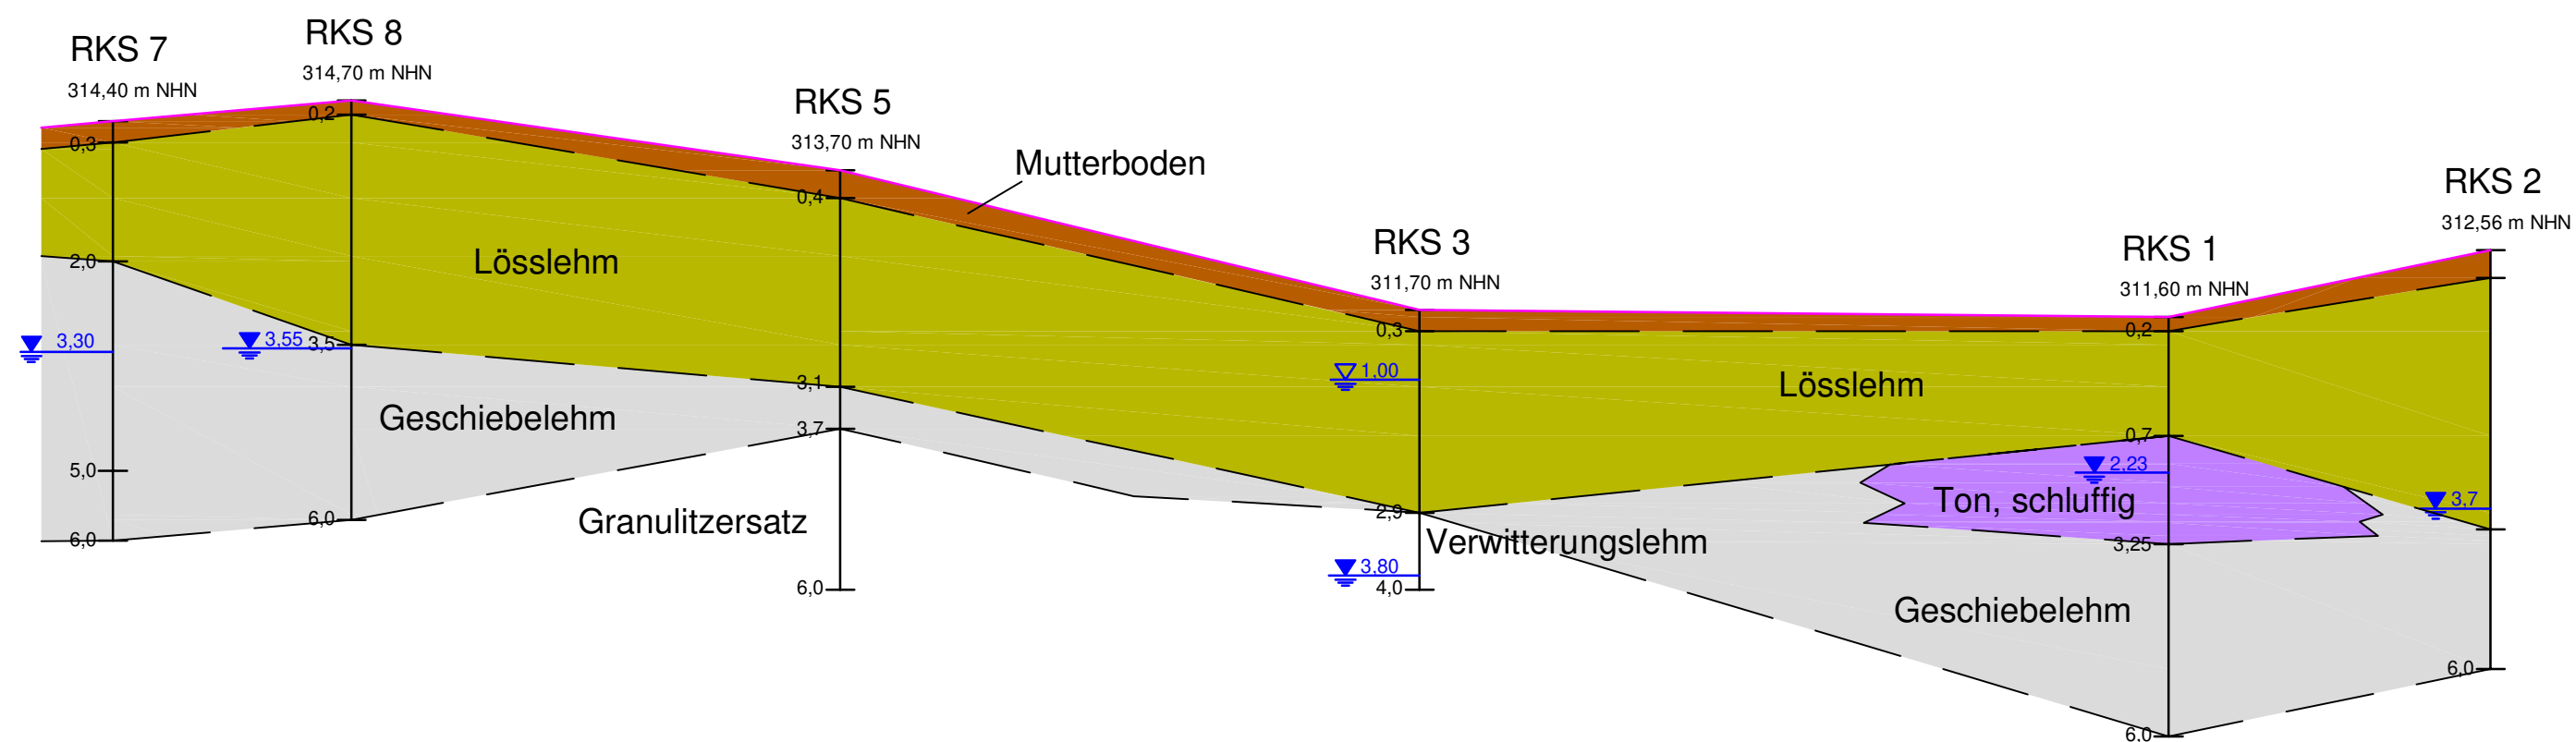 RKS 7
314,40 m NHN
0,3
2,0
3,30
5,0
6,0
RKS 8
314,70 m NHN
0,2
3,55
3,5
6,0
Lösslehm
Geschiebelehm
Granulitzersatz
RKS 5
313,70 m NHN
0,4
3,1
3,7
6,0
Mutterboden
RKS 3
311,70 m NHN
0,3
1,00
2,9
3,80
4,0
Verwitterungslehm
Lösslehm
Ton, schluffig
Geschiebelehm
RKS 1
311,60 m NHN
0,2
0,7
2,23
3,25
6,0
RKS 2
312,56 m NHN
3,7
6,0